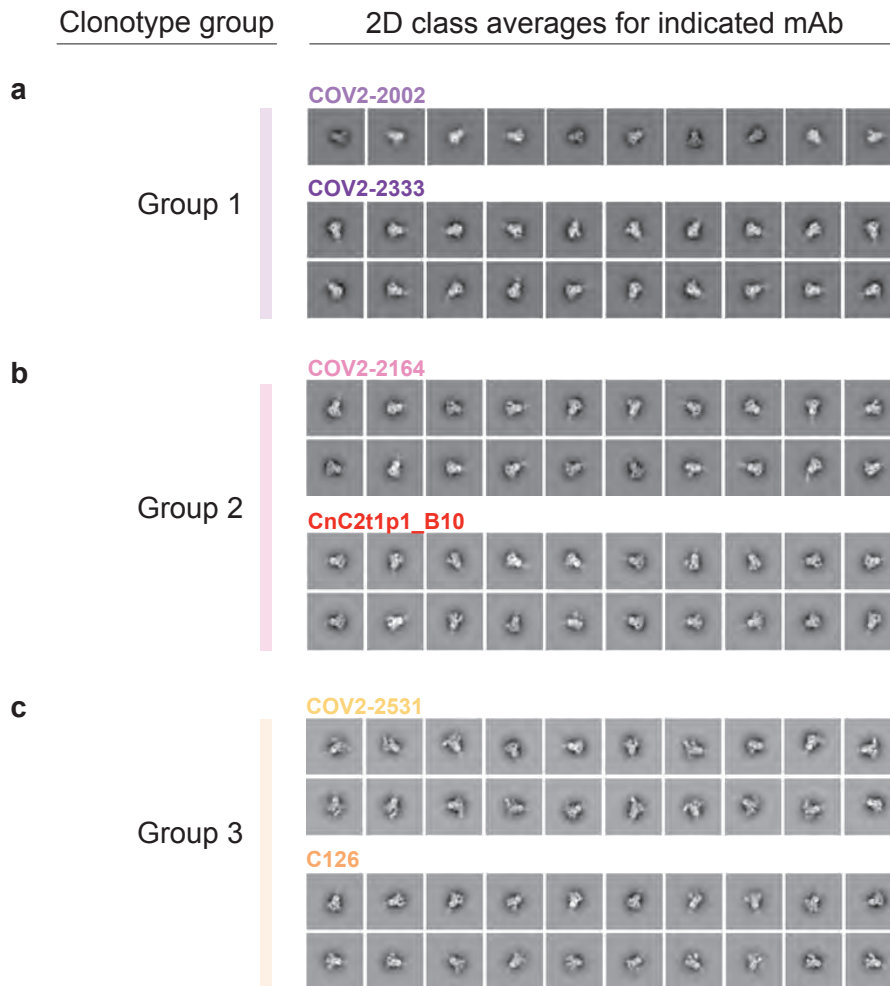 Clonotype group
2D class averages for indicated mAb
a
COV2-2002
Group 1
COV2-2333
b
COV2-2164
Group 2
CnC2t1p1_B10
c
COV2-2531
Group 3
C126